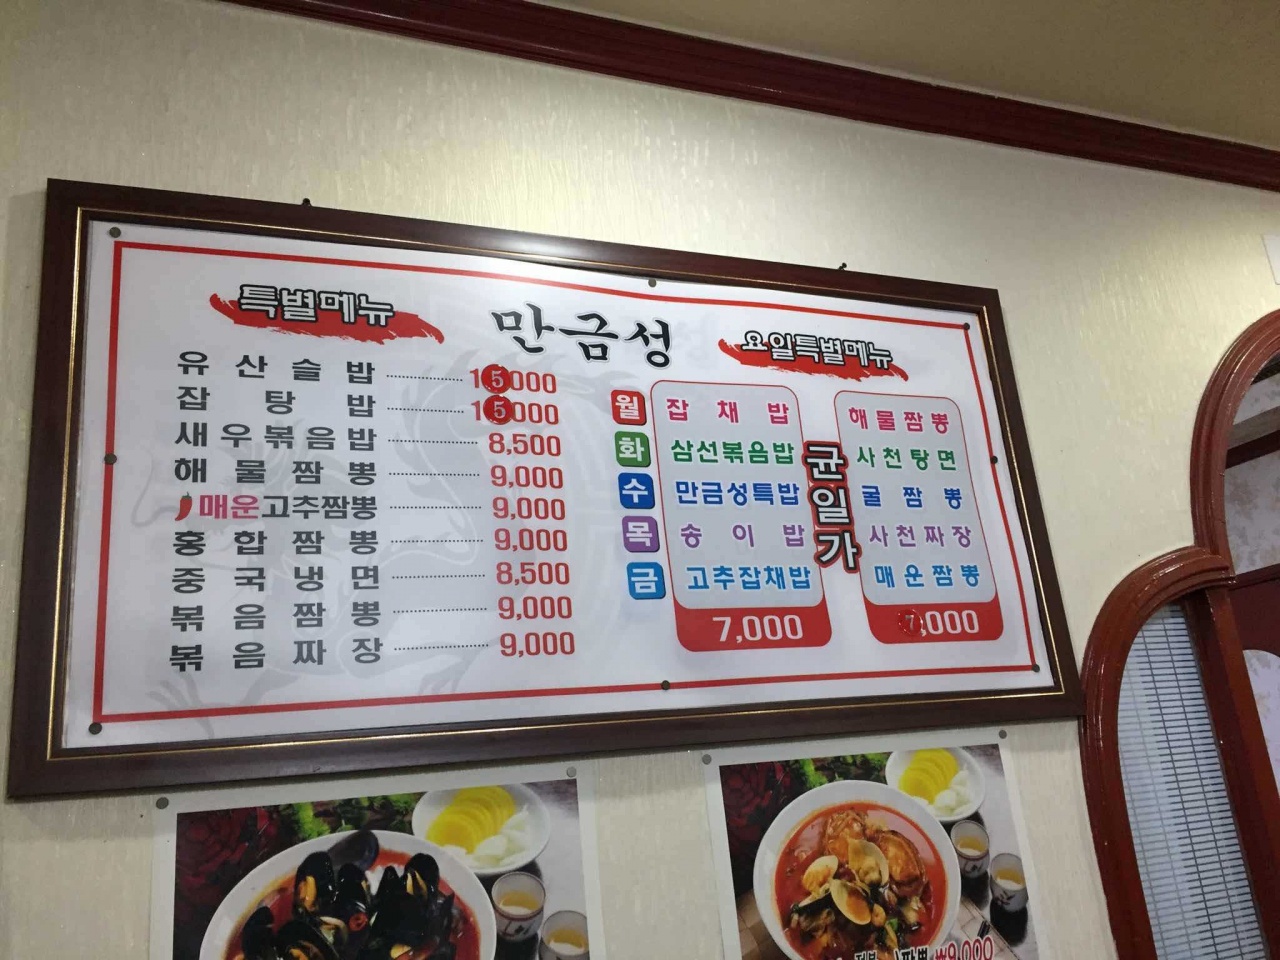 특별메뉴
만금성
요일특별메뉴
유산슬밥 15000
잡탕밥 15000
새우볶음밥 8,500
해물짬뽕 9,000
매운고추짬뽕 9,000
홍합짬뽕 9,000
중국냉면 8,500
볶음짬뽕 9,000
볶음짜장 9,000
월 잡채밥 해물짬뽕
화 삼선볶음밥 사천탕면
수 만금성특밥 굴짬뽕
목 송이밥 사천짜장
금 고추잡채밥 매운짬뽕
균일가
7,000 7,000
₩9,000